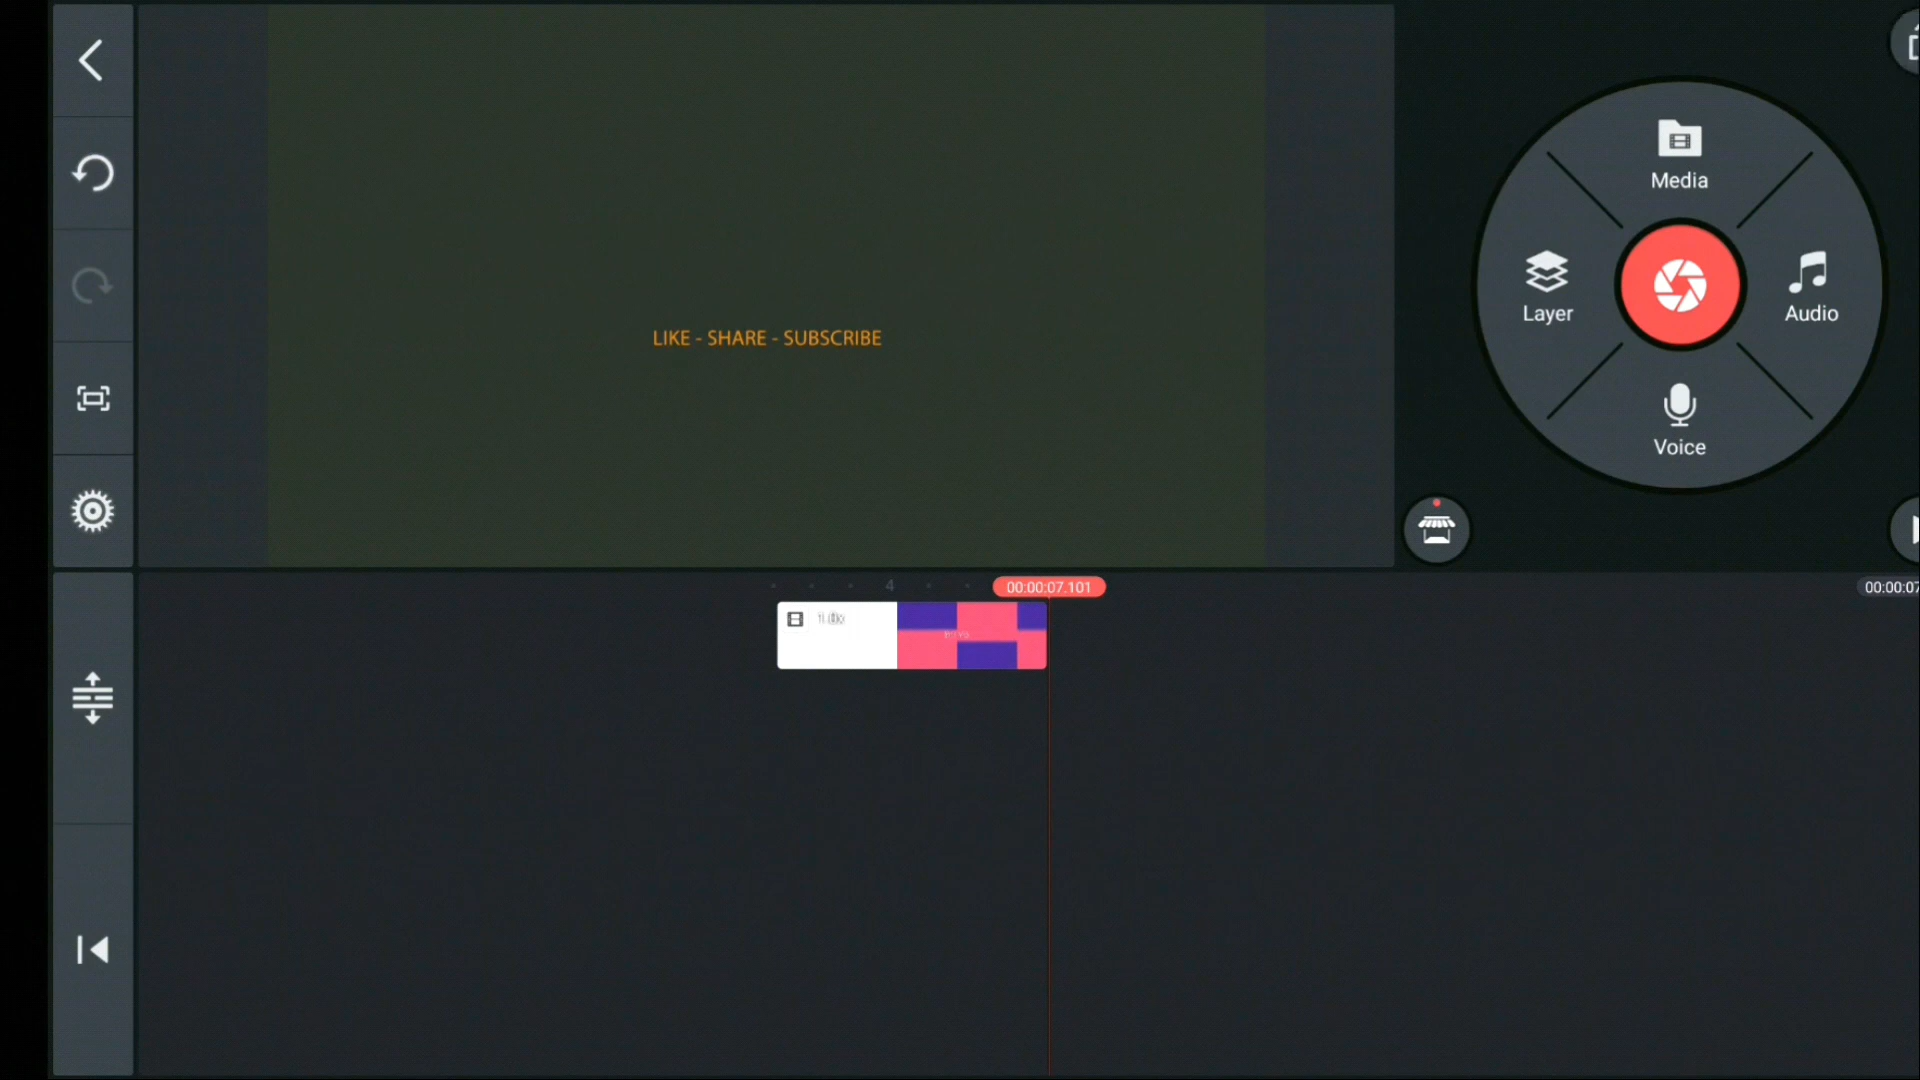 Media
Layer
Audio
Voice
LIKE - SHARE - SUBSCRIBE
4
00:00:07.101
00:00:07